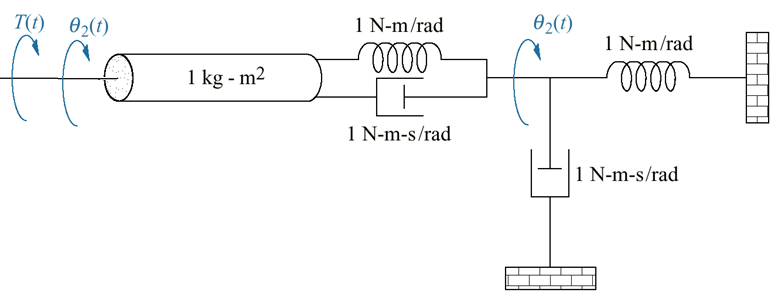 T(t) θ₂(t)
1 kg - m²
1 N-m/rad
1 N-m-s/rad
θ₂(t)
1 N-m/rad
1 N-m-s/rad